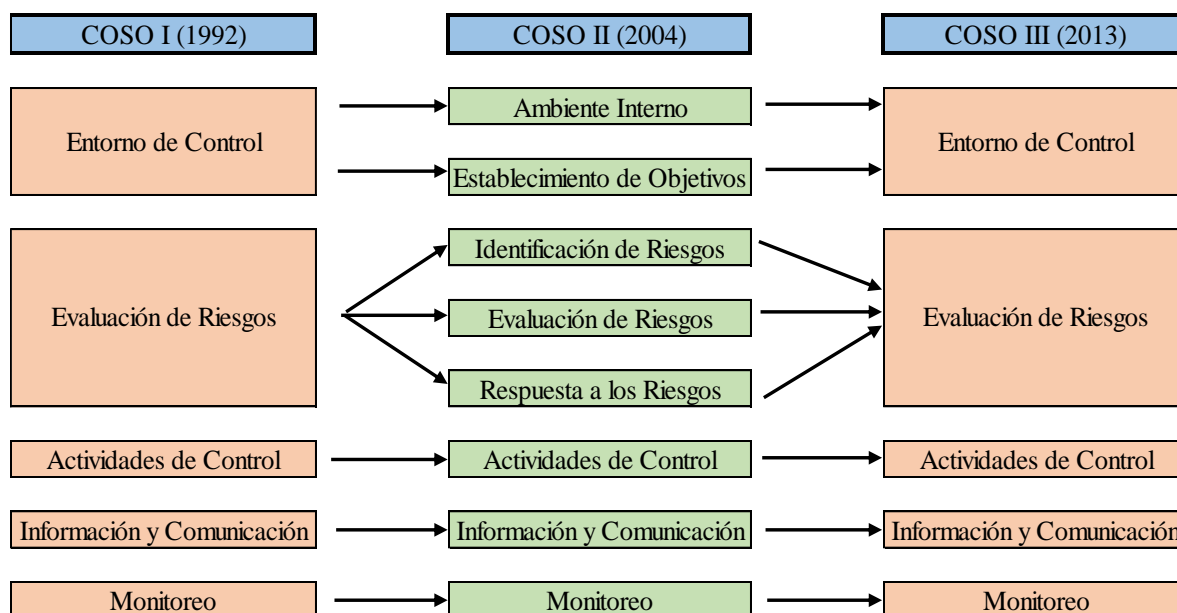 COSO I (1992)
COSO II (2004)
COSO III (2013)
Entorno de Control
Ambiente Interno
Establecimiento de Objetivos
Entorno de Control
Evaluación de Riesgos
Identificación de Riesgos
Evaluación de Riesgos
Respuesta a los Riesgos
Evaluación de Riesgos
Actividades de Control
Actividades de Control
Actividades de Control
Información y Comunicación
Información y Comunicación
Información y Comunicación
Monitoreo
Monitoreo
Monitoreo